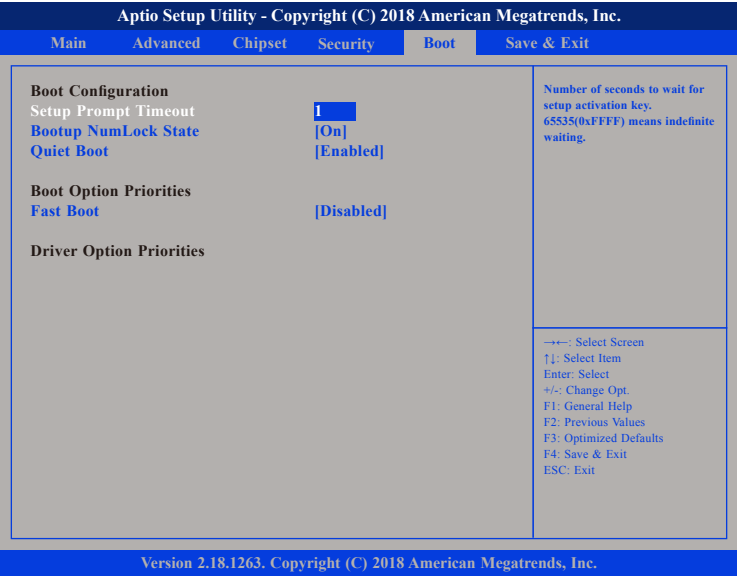 Aptio Setup Utility - Copyright (C) 2018 American Megatrends, Inc.
Main Advanced Chipset Security Boot Save & Exit
Boot Configuration
Setup Prompt Timeout 1
Bootup NumLock State [On]
Quiet Boot [Enabled]
Boot Option Priorities
Fast Boot [Disabled]
Driver Option Priorities
Number of seconds to wait for
setup activation key.
65535(0xFFFF) means indefinite
waiting.
→←: Select Screen
↑↓: Select Item
Enter: Select
+/-: Change Opt.
F1: General Help
F2: Previous Values
F3: Optimized Defaults
F4: Save & Exit
ESC: Exit
Version 2.18.1263. Copyright (C) 2018 American Megatrends, Inc.